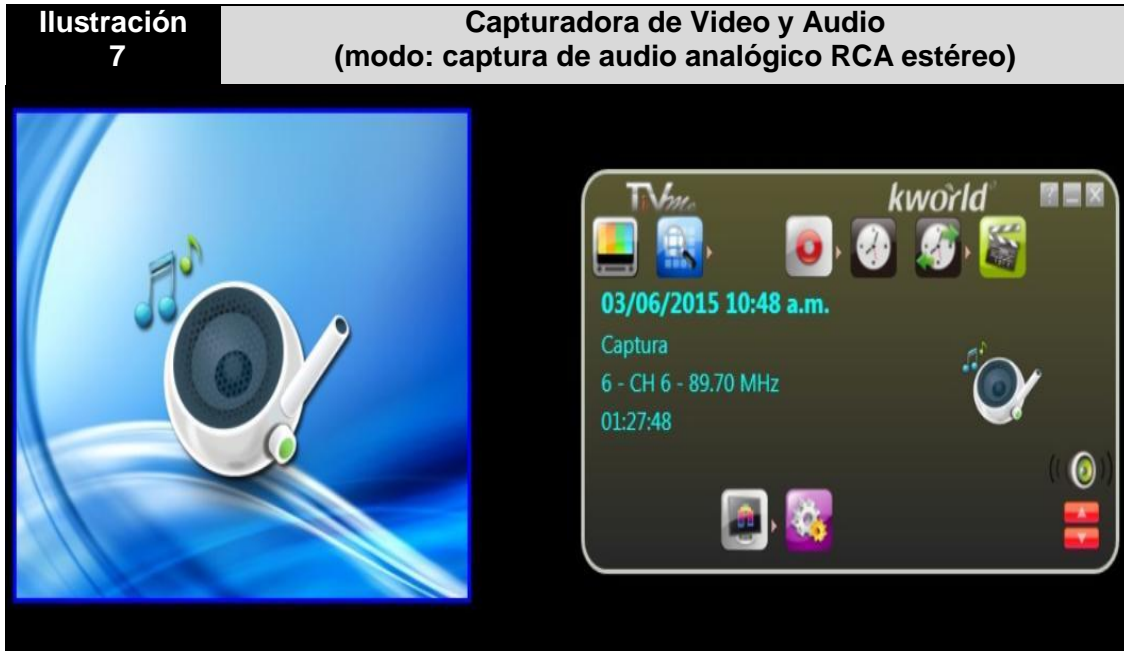 Ilustración
7
Capturadora de Video y Audio
(modo: captura de audio analógico RCA estéreo)
TiVme kworld
03/06/2015 10:48 a.m.
Captura
6 - CH 6 - 89.70 MHz
01:27:48